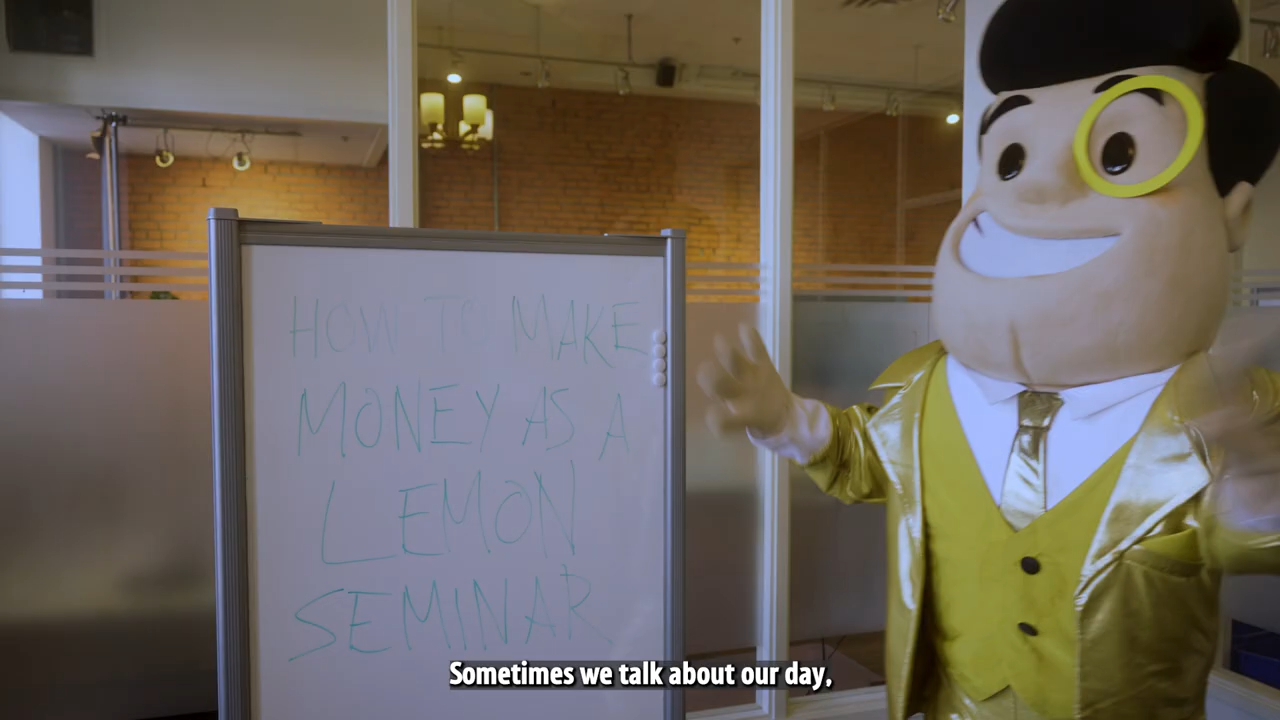 HOW TO MAKE
MONEY AS A
LEMON
SEMINAR
Sometimes we talk about our day,